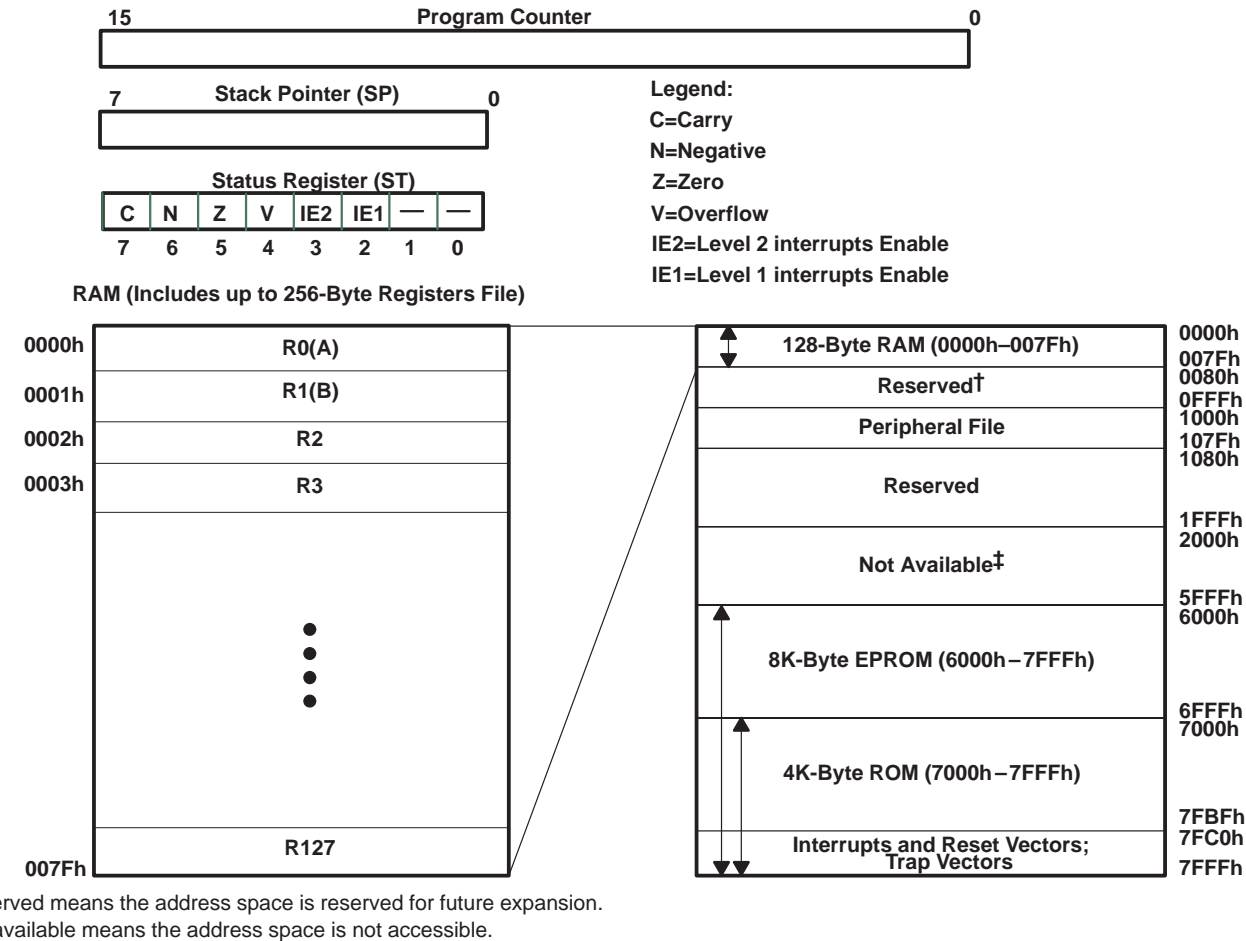 15 Program Counter 0
7 Stack Pointer (SP) 0
Status Register (ST)
C N Z V IE2 IE1 — —
7 6 5 4 3 2 1 0
Legend:
C=Carry
N=Negative
Z=Zero
V=Overflow
IE2=Level 2 interrupts Enable
IE1=Level 1 interrupts Enable
RAM (Includes up to 256-Byte Registers File)
0000h R0(A)
0001h R1(B)
0002h R2
0003h R3
R127
007Fh
128-Byte RAM (0000h–007Fh)
0000h
007Fh
Reserved†
0080h
0FFFh
Peripheral File
1000h
107Fh
Reserved
1080h
1FFFh
Not Available‡
2000h
5FFFh
8K-Byte EPROM (6000h–7FFFh)
6000h
6FFFh
4K-Byte ROM (7000h–7FFFh)
7000h
7FBFh
Interrupts and Reset Vectors;
Trap Vectors
7FC0h
7FFFh
erved means the address space is reserved for future expansion.
available means the address space is not accessible.